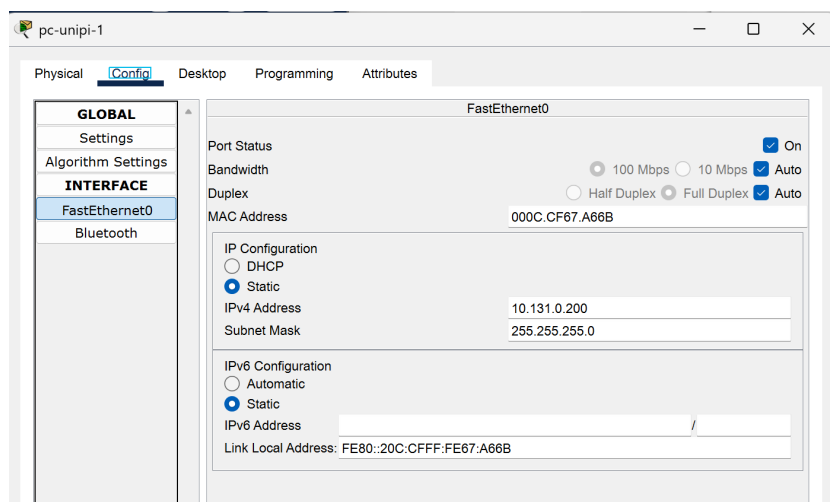 pc-unipi-1
Physical Config Desktop Programming Attributes
GLOBAL
Settings
Algorithm Settings
INTERFACE
FastEthernet0
Bluetooth
FastEthernet0
Port Status On
Bandwidth 100 Mbps 10 Mbps Auto
Duplex Half Duplex Full Duplex Auto
MAC Address 000C.CF67.A66B
IP Configuration
DHCP
Static
IPv4 Address 10.131.0.200
Subnet Mask 255.255.255.0
IPv6 Configuration
Automatic
Static
IPv6 Address /
Link Local Address: FE80::20C:CFFF:FE67:A66B